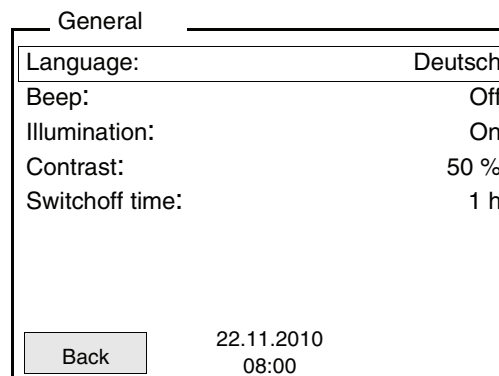 General
Language: Deutsch
Beep: Off
Illumination: On
Contrast: 50 %
Switchoff time: 1 h
22.11.2010
Back
08:00